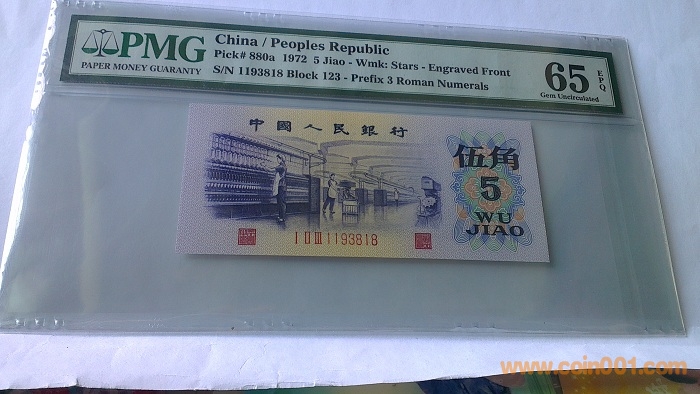 PMG
PAPER MONEY GUARANTY
China / Peoples Republic
Pick# 880a 1972 5 Jiao - Wmk: Stars - Engraved Front
S/N 1193818 Block 123 - Prefix 3 Roman Numerals
65 EPQ
Gem Uncirculated
中國人民銀行
伍角
5
WU
JIAO
I II III 1193818
www.coin001.com